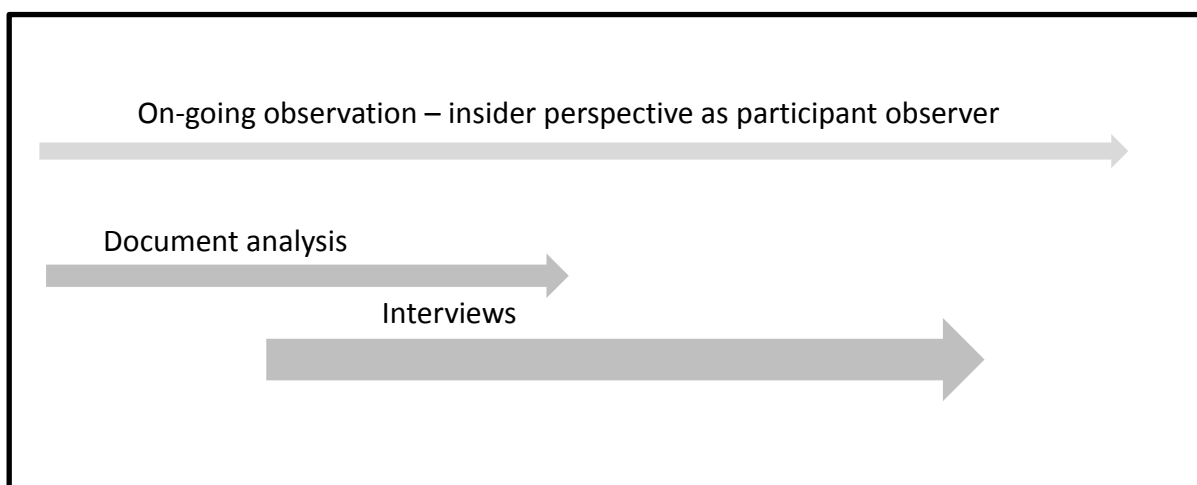 On-going observation – insider perspective as participant observer
Document analysis
Interviews